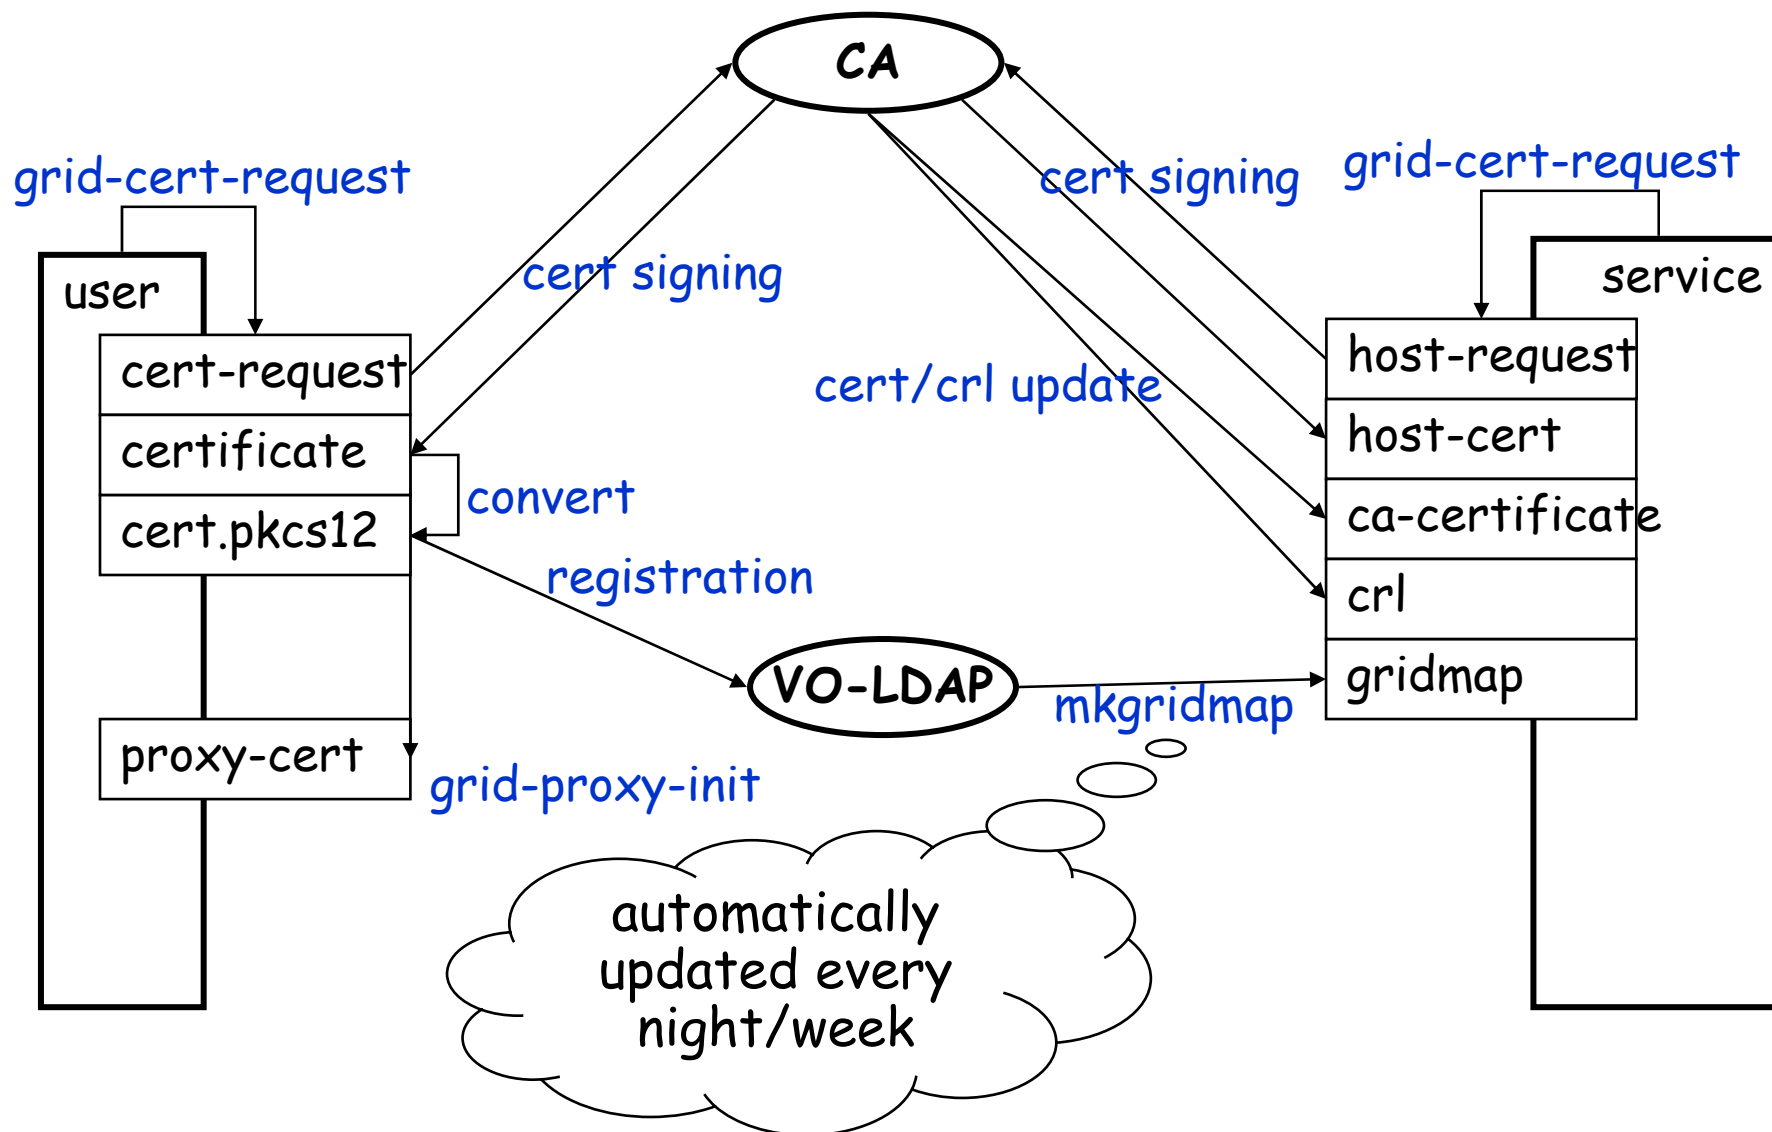 CA
grid-cert-request
cert signing
grid-cert-request
user
cert signing
service
cert-request
cert/crl update
host-request
certificate
host-cert
convert
cert.pkcs12
ca-certificate
registration
crl
VO-LDAP
mkgridmap
gridmap
proxy-cert
grid-proxy-init
automatically
updated every
night/week